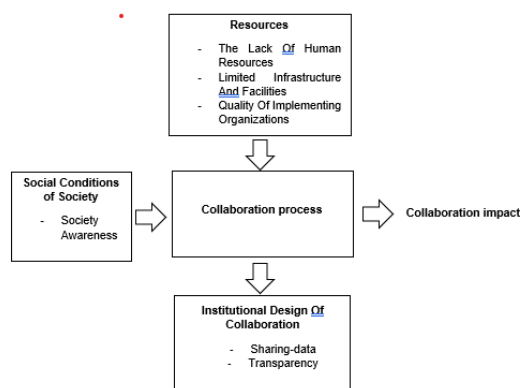 Resources
- The Lack Of Human
Resources
- Limited Infrastructure
And Facilities
- Quality Of Implementing
Organizations
Social Conditions
of Society
- Society
Awareness
Collaboration process
Collaboration impact
Institutional Design Of
Collaboration
- Sharing-data
- Transparency